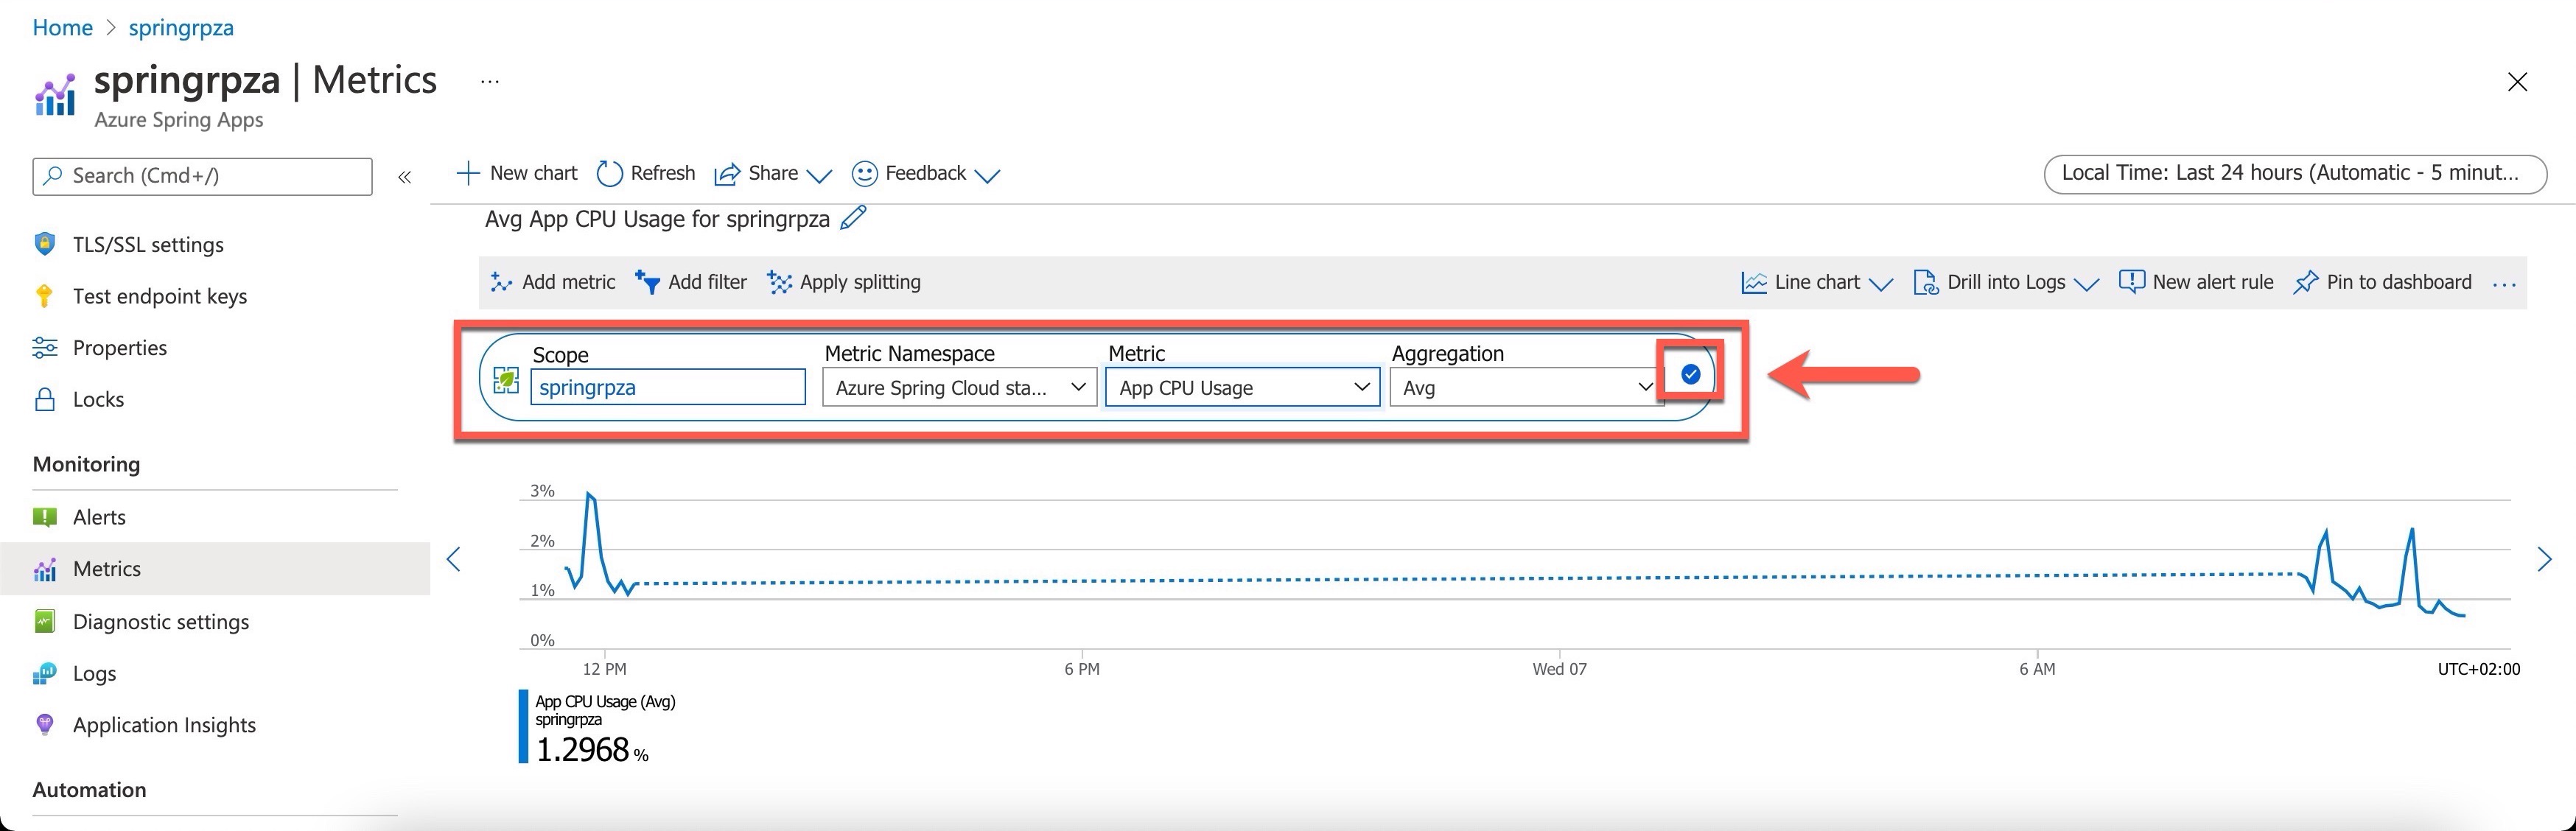 Home > springrpza
springrpza | Metrics ...
Azure Spring Apps
Search (Cmd+/)
«
New chart Refresh Share Feedback
Local Time: Last 24 hours (Automatic - 5 minut...
TLS/SSL settings
Test endpoint keys
Properties
Locks
Monitoring
Alerts
Metrics
Diagnostic settings
Logs
Application Insights
Automation
Avg App CPU Usage for springrpza
Add metric Add filter Apply splitting
Line chart Drill into Logs New alert rule Pin to dashboard ...
Scope Metric Namespace Metric Aggregation
springrpza Azure Spring Cloud sta... App CPU Usage Avg
3%
2%
1%
0%
12 PM 6 PM Wed 07 6 AM UTC+02:00
App CPU Usage (Avg)
springrpza
1.2968 %